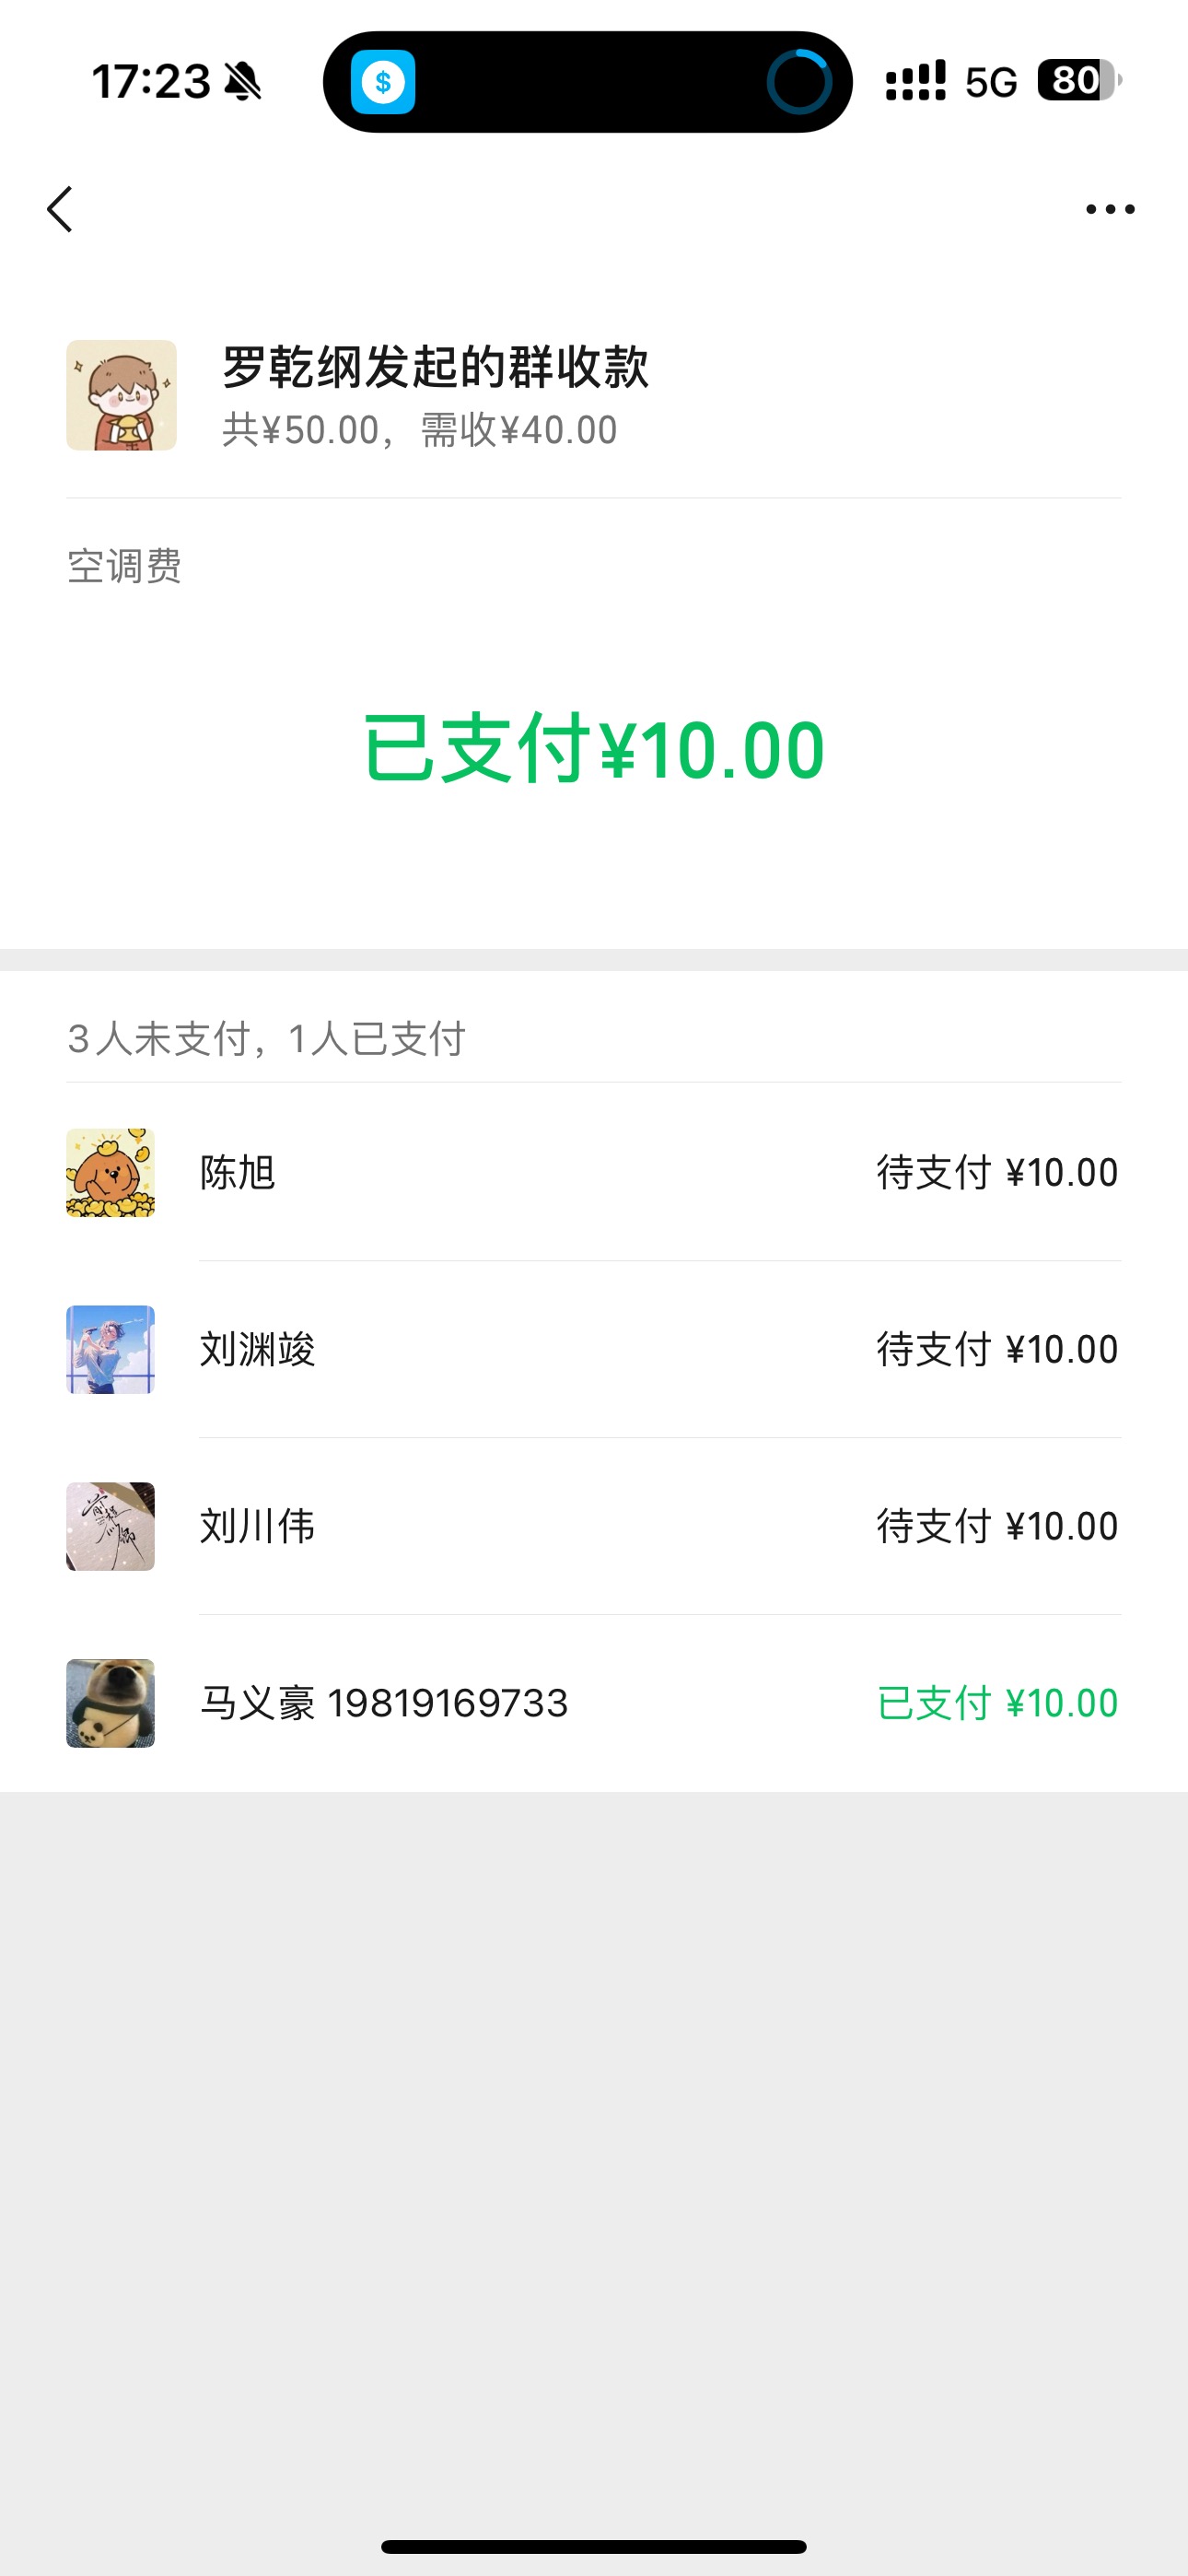 17:23
5G
80
罗乾纲发起的群收款
共¥50.00，需收¥40.00
空调费
已支付¥10.00
3人未支付，1人已支付
陈旭 待支付 ¥10.00
刘渊竣 待支付 ¥10.00
刘川伟 待支付 ¥10.00
马义豪 19819169733 已支付 ¥10.00